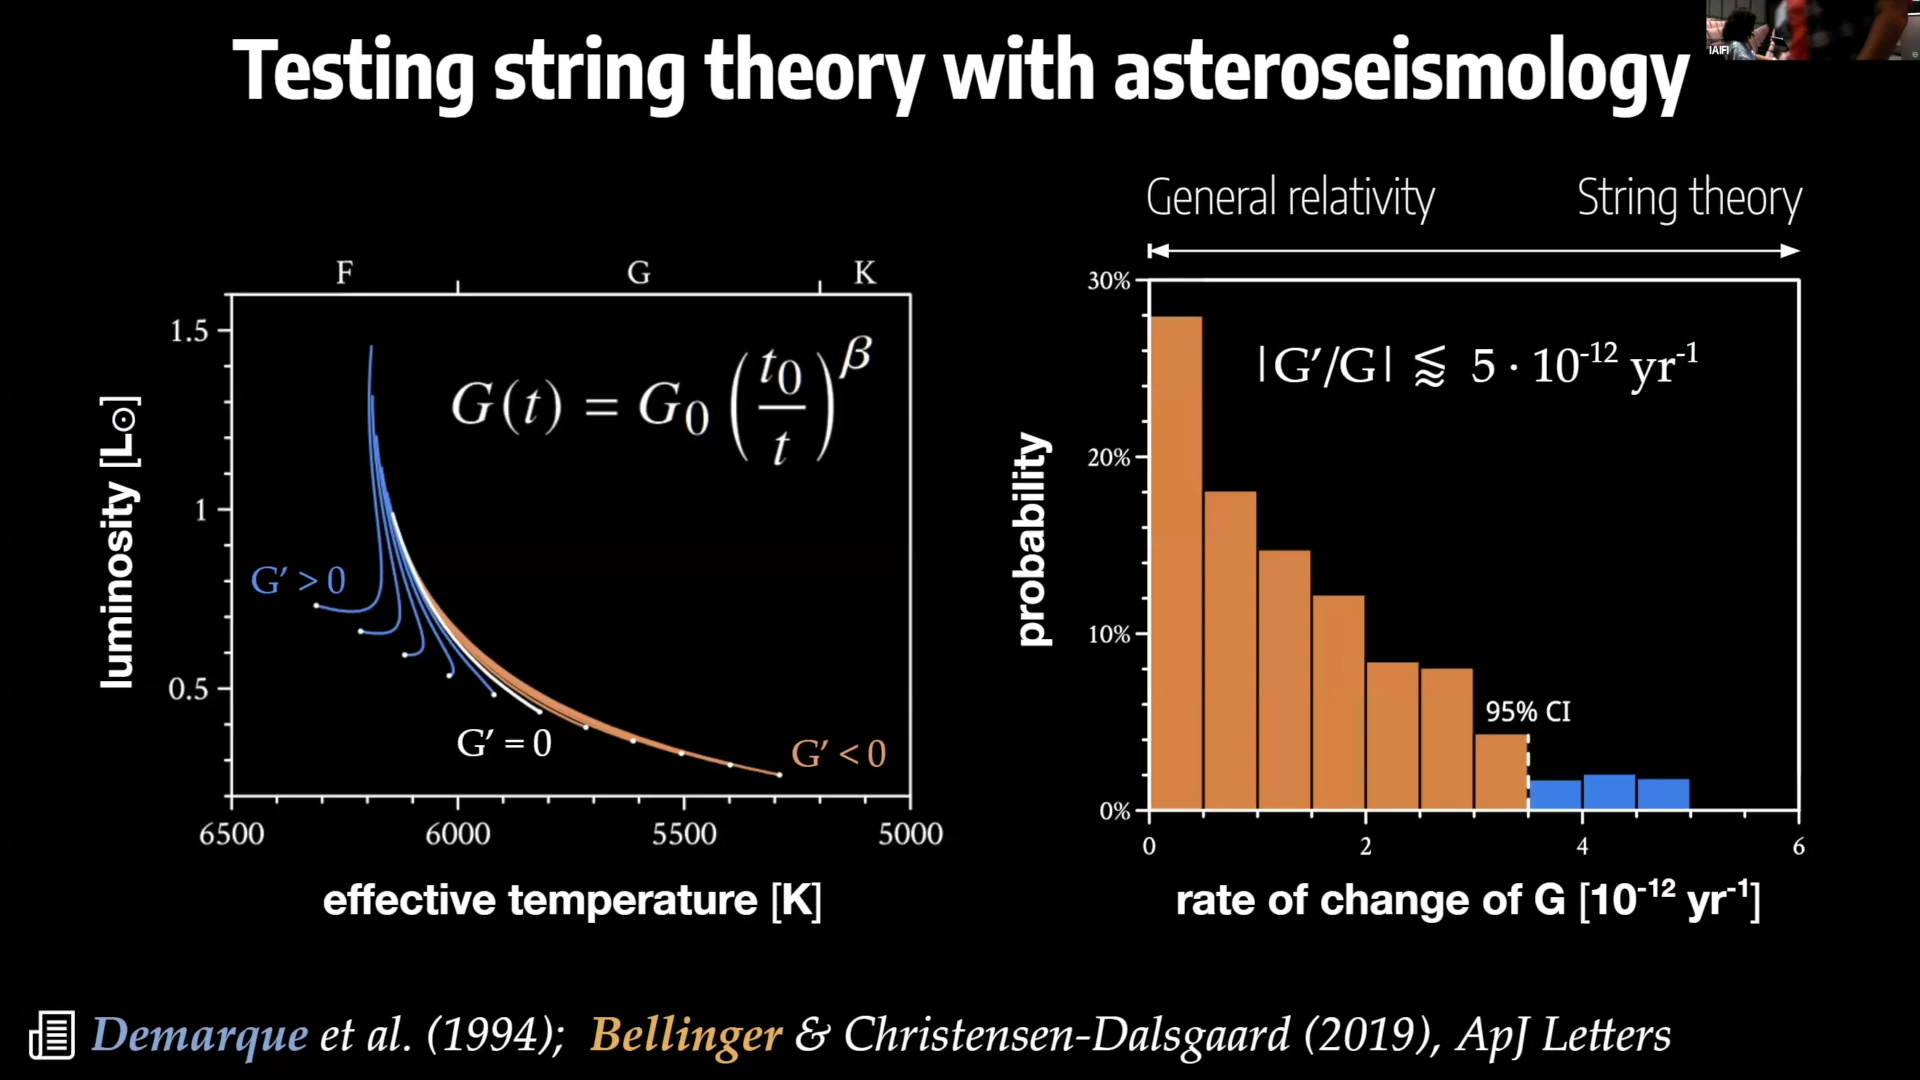 Testing string theory with asteroseismology
IAIFI
General relativity String theory
F G K
1.5
1
0.5
luminosity [L⊙]
G(t) = G₀ (t₀/t)^β
G′ > 0
G′ = 0
G′ < 0
6500 6000 5500 5000
effective temperature [K]
30%
20%
10%
0%
probability
|G′/G| ⪅ 5 · 10⁻¹² yr⁻¹
95% CI
0 2 4 6
rate of change of G [10⁻¹² yr⁻¹]
Demarque et al. (1994); Bellinger & Christensen-Dalsgaard (2019), ApJ Letters